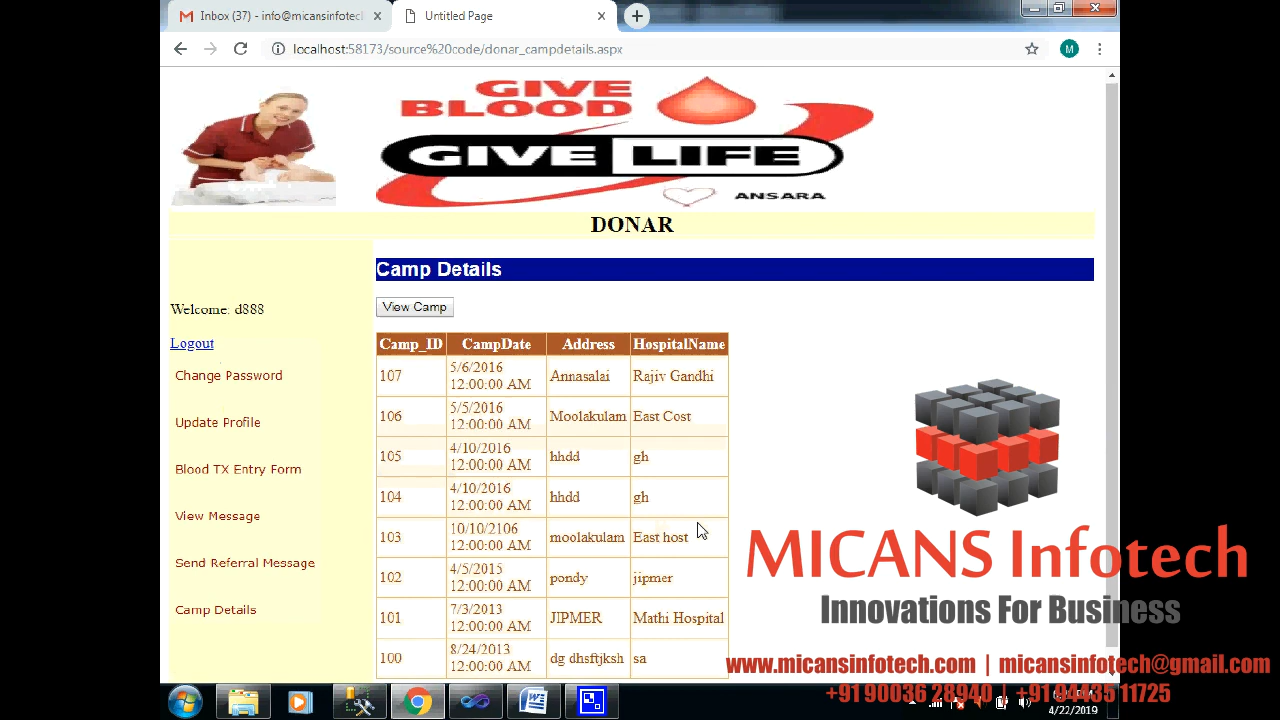 Inbox (37) - info@micansinfotec
Untitled Page
localhost:58173/source%20code/donar_campdetails.aspx
M
GIVE
BLOOD
GIVE LIFE
ANSARA
DONAR
Camp Details
Welcome: d888
View Camp
Logout
Change Password
Update Profile
Blood TX Entry Form
View Message
Send Referral Message
Camp Details
Camp_ID CampDate Address HospitalName
107 5/6/2016 12:00:00 AM Annasalai Rajiv Gandhi
106 5/5/2016 12:00:00 AM Moolakulam East Cost
105 4/10/2016 12:00:00 AM hhdd gh
104 4/10/2016 12:00:00 AM hhdd gh
103 10/10/2106 12:00:00 AM moolakulam East host
102 4/5/2015 12:00:00 AM pondy jipmer
101 7/3/2013 12:00:00 AM JIPMER Mathi Hospital
100 8/24/2013 12:00:00 AM dg dhsftjksh sa
MICANS Infotech
Innovations For Business
www.micansinfotech.com | micansinfotech@gmail.com
+91 90036 28940 | +91 94435 11725
4/22/2019